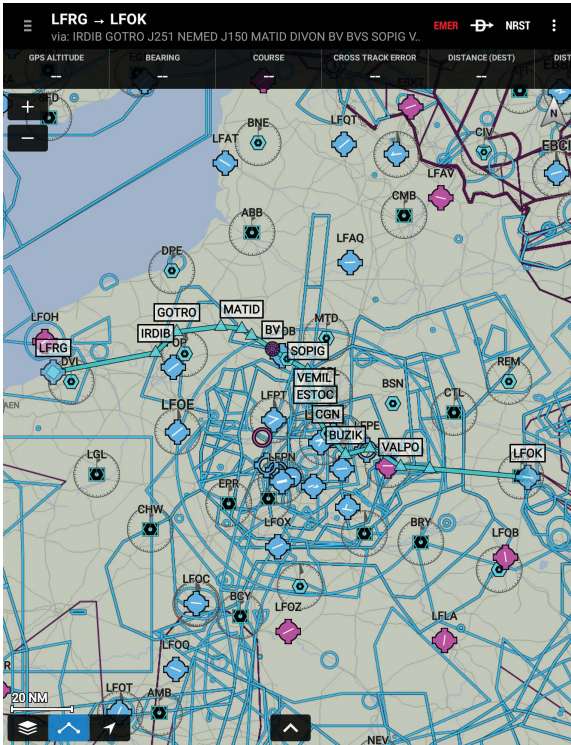 LFRG → LFOK
via: IRDIB GOTRO J251 NEMED J150 MATID DIVON BV BVS SOPIG V..
EMER D NRST
GPS ALTITUDE BEARING COURSE CROSS TRACK ERROR DISTANCE (DEST) DIST
-- -- -- -- --
+
−
N
BNE
LFQT
CIV
LFAT
EBCI
LFAV
CMB
ABB
LFAQ
DPE
GOTRO
MATID
LFOH
IRDIB
BV
MTD
LFRG
SOPIG
DVL
REM
VEMIL
BSN
CTL
ESTOC
LFPT
AEN
LFOE
CGN
BUZIK
VALPO
LFOK
LGL
LFPN
EPR
CHW
LFOX
BRY
LFQB
LFOC
BCY
LFOZ
LFLA
LFOQ
20 NM
LFOT
AMB
NEV